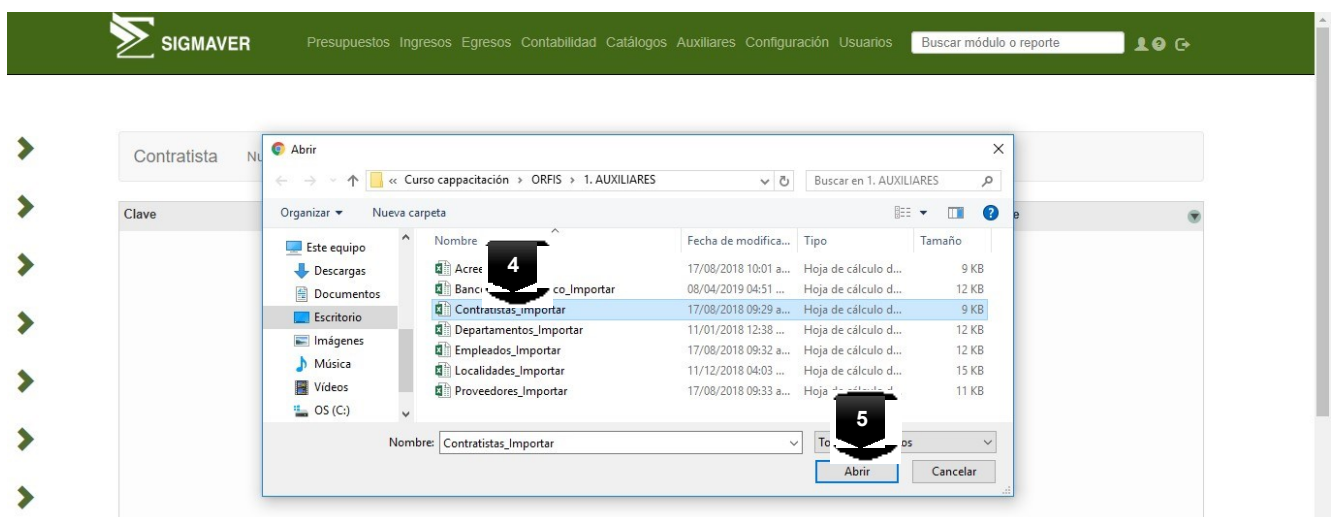 SIGMAVER Presupuestos Ingresos Egresos Contabilidad Catálogos Auxiliares Configuración Usuarios Buscar módulo o reporte
Abrir
Contratista
« Curso cappacitación > ORFIS > 1. AUXILIARES Buscar en 1. AUXILIARES
Clave Organizar Nueva carpeta
Este equipo Nombre Fecha de modifica... Tipo Tamaño
4
Descargas 17/08/2018 10:01 a... Hoja de cálculo d... 9 KB
Documentos co_Importar 08/04/2019 04:51 ... Hoja de cálculo d... 12 KB
Escritorio Contratistas_Importar 17/08/2018 09:29 a... Hoja de cálculo d... 9 KB
Departamentos_Importar 11/01/2018 12:38 ... Hoja de cálculo d... 12 KB
Imágenes Empleados_Importar 17/08/2018 09:32 a... Hoja de cálculo d... 12 KB
Música Localidades_Importar 11/12/2018 04:03 ... Hoja de cálculo d... 15 KB
Vídeos Proveedores_Importar 17/08/2018 09:33 a... Hoja de cálculo d... 11 KB
OS (C:)
5
Nombre: Contratistas_Importar
Abrir Cancelar